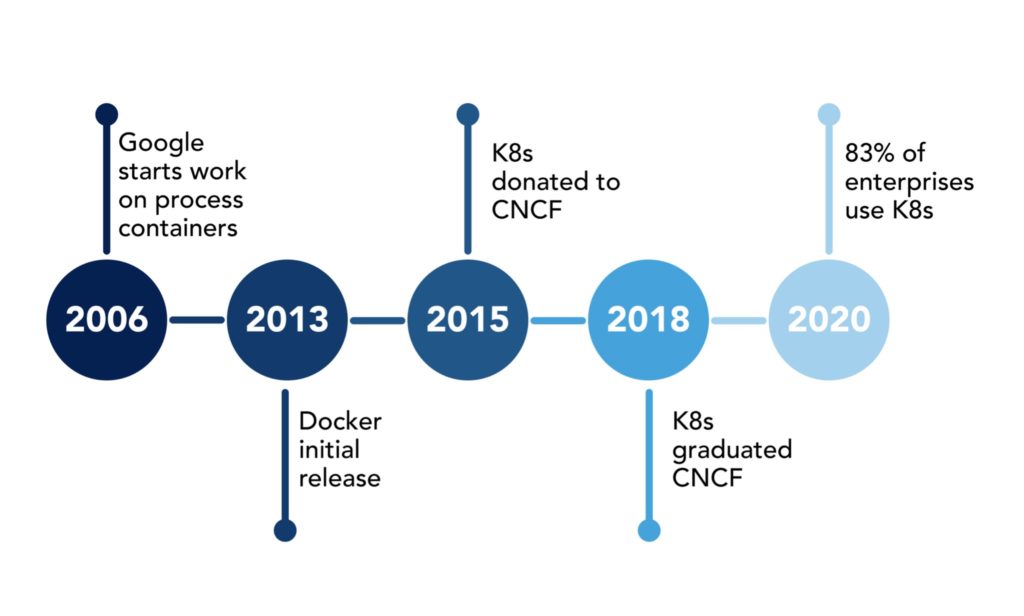 2006
Google
starts work
on process
containers
2013
Docker
initial
release
2015
K8s
donated to
CNCF
2018
K8s
graduated
CNCF
2020
83% of
enterprises
use K8s